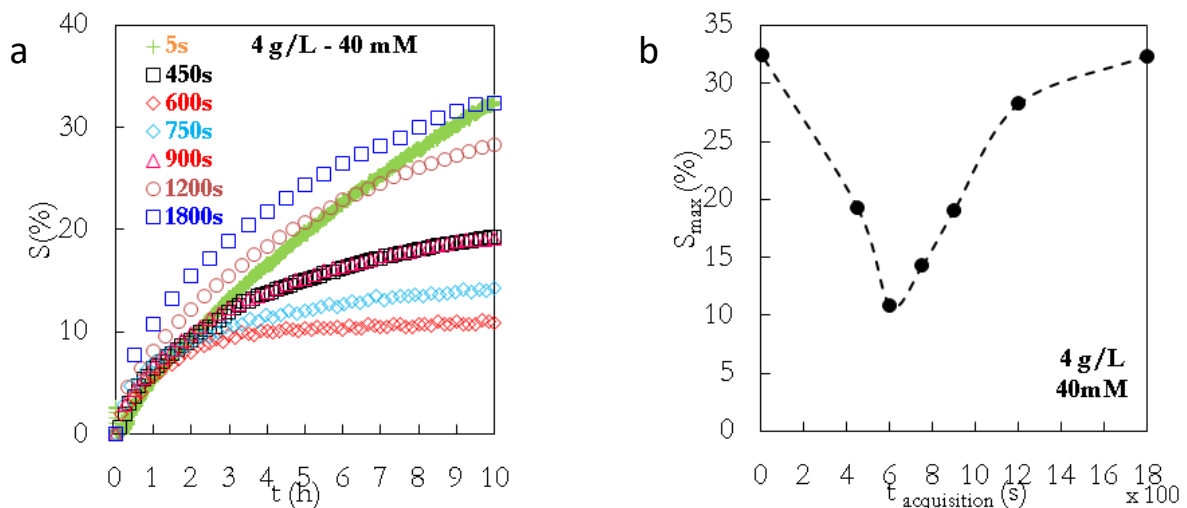 a
4 g/L - 40 mM
5s
450s
600s
750s
900s
1200s
1800s
S(%)
40
30
20
10
0
0 1 2 3 4 5 6 7 8 9 10
t (h)
b
S_max (%)
35
30
25
20
15
10
5
0
4 g/L
40mM
0 2 4 6 8 10 12 14 16 18
t acquisition (s)
x 100